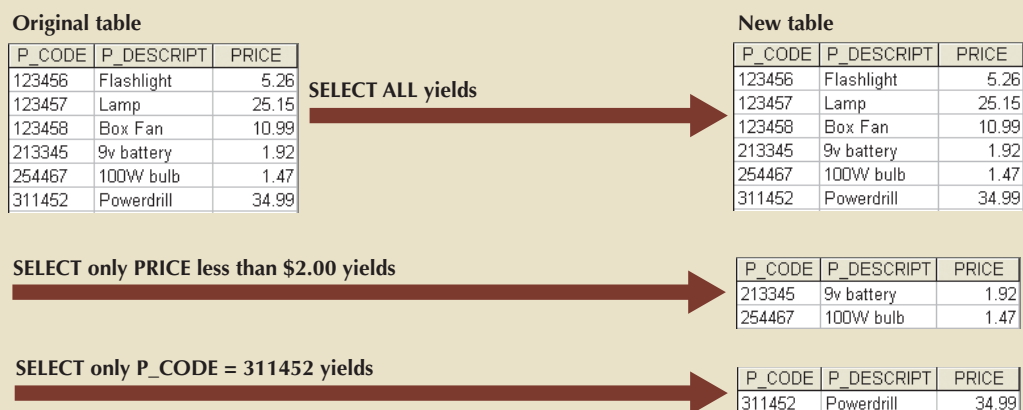 Original table
P_CODE P_DESCRIPT PRICE
123456 Flashlight 5.26
123457 Lamp 25.15
123458 Box Fan 10.99
213345 9v battery 1.92
254467 100W bulb 1.47
311452 Powerdrill 34.99
SELECT ALL yields
New table
P_CODE P_DESCRIPT PRICE
123456 Flashlight 5.26
123457 Lamp 25.15
123458 Box Fan 10.99
213345 9v battery 1.92
254467 100W bulb 1.47
311452 Powerdrill 34.99
SELECT only PRICE less than $2.00 yields
P_CODE P_DESCRIPT PRICE
213345 9v battery 1.92
254467 100W bulb 1.47
SELECT only P_CODE = 311452 yields
P_CODE P_DESCRIPT PRICE
311452 Powerdrill 34.99